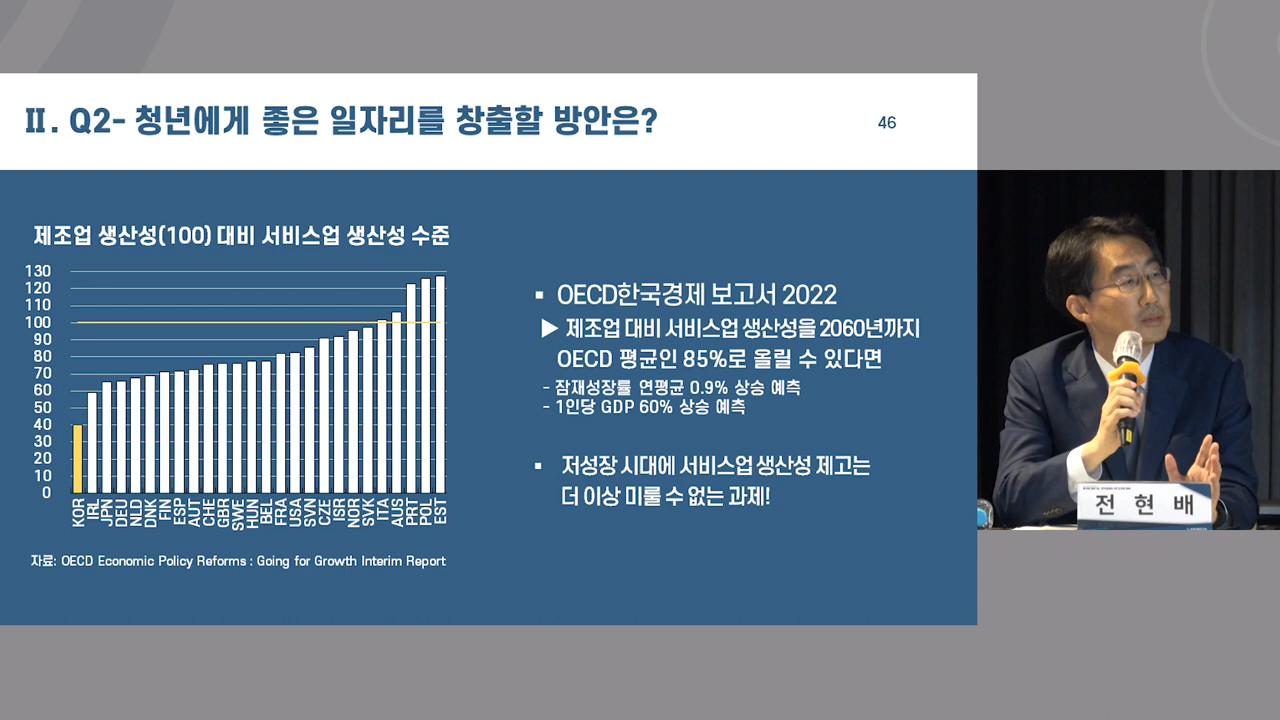 Ⅱ. Q2- 청년에게 좋은 일자리를 창출할 방안은?
46
제조업 생산성(100) 대비 서비스업 생산성 수준
130
120
110
100
90
80
70
60
50
40
30
20
10
0
KOR IRL JPN DEU NLD DNK FIN ESP AUT CHE GBR SWE HUN BEL FRA USA SVN CZE ISR NOR SVK ITA AUS PRT POL EST
자료: OECD Economic Policy Reforms : Going for Growth Interim Report
▪ OECD한국경제 보고서 2022
▶ 제조업 대비 서비스업 생산성을 2060년까지
OECD 평균인 85%로 올릴 수 있다면
- 잠재성장률 연평균 0.9% 상승 예측
- 1인당 GDP 60% 상승 예측
▪ 저성장 시대에 서비스업 생산성 제고는
더 이상 미룰 수 없는 과제!
전 현 배